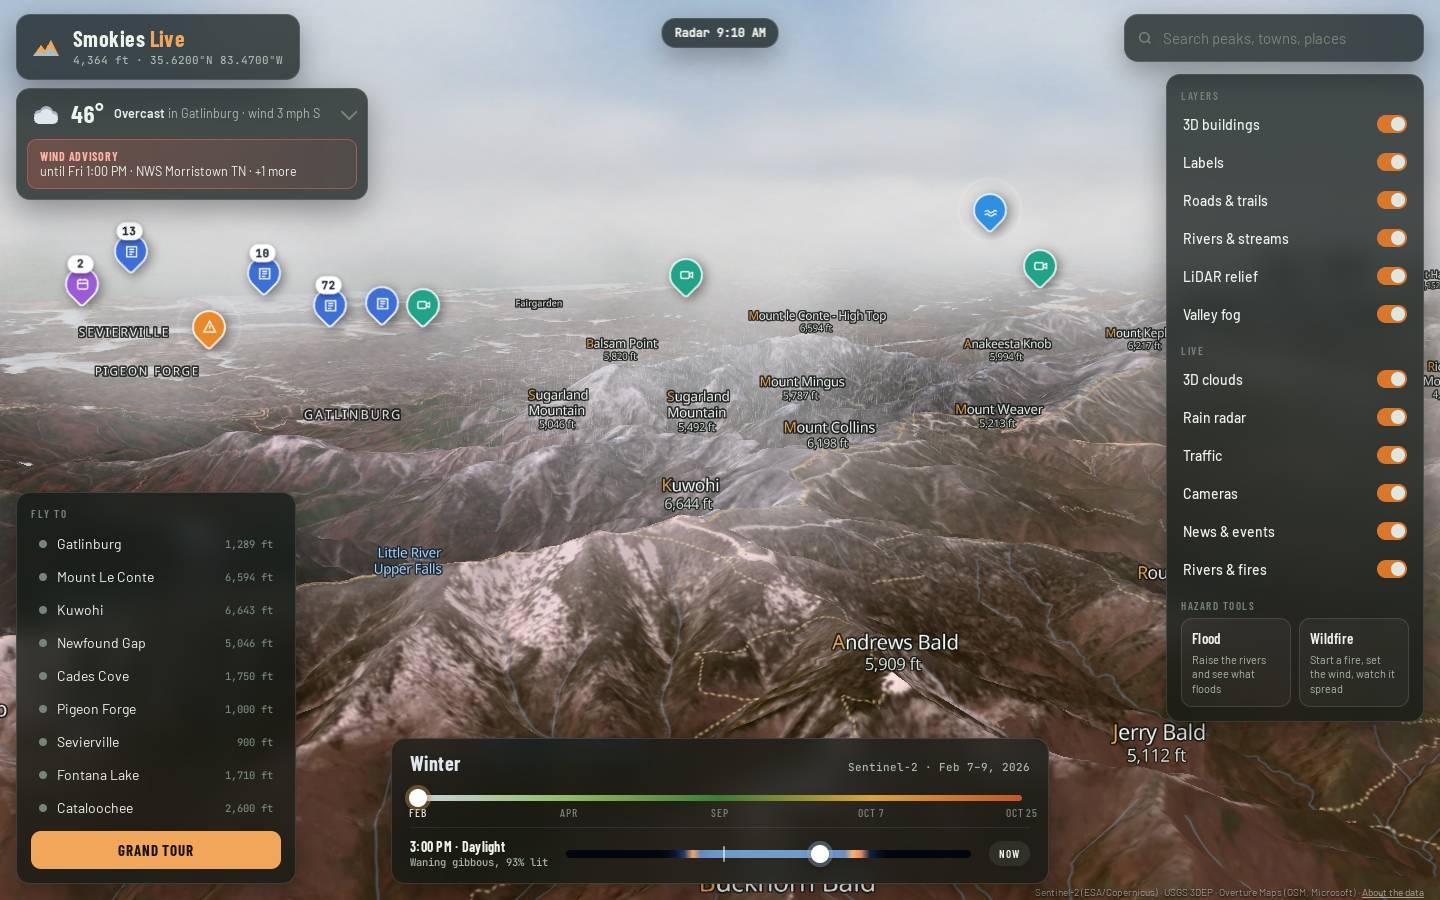 Smokies Live
4,364 ft · 35.6200°N 83.4700°W
Radar 9:10 AM
Search peaks, towns, places
46° Overcast in Gatlinburg · wind 3 mph S
WIND ADVISORY
until Fri 1:00 PM · NWS Morristown TN · +1 more
LAYERS
3D buildings
Labels
Roads & trails
Rivers & streams
LiDAR relief
Valley fog
LIVE
3D clouds
Rain radar
Traffic
Cameras
News & events
Rivers & fires
HAZARD TOOLS
Flood
Raise the rivers
and see what
floods
Wildfire
Start a fire, set
the wind, watch it
spread
13
2
10
72
SEVIERVILLE
PIGEON FORGE
GATLINBURG
Fairgarden
Mount le Conte - High Top
6,594 ft
Balsam Point
5,820 ft
Anakeesta Knob
5,994 ft
Mount Kep
6,217 ft
Sugarland
Mountain
5,046 ft
Sugarland
Mountain
5,492 ft
Mount Mingus
5,787 ft
Mount Collins
6,198 ft
Mount Weaver
5,213 ft
Kuwohi
6,644 ft
Little River
Upper Falls
Rou
Andrews Bald
5,909 ft
Jerry Bald
5,112 ft
Buckhorn Bald
FLY TO
Gatlinburg 1,289 ft
Mount Le Conte 6,594 ft
Kuwohi 6,643 ft
Newfound Gap 5,046 ft
Cades Cove 1,750 ft
Pigeon Forge 1,000 ft
Sevierville 900 ft
Fontana Lake 1,710 ft
Cataloochee 2,600 ft
GRAND TOUR
Winter
Sentinel-2 · Feb 7–9, 2026
FEB APR SEP OCT 7 OCT 25
3:00 PM · Daylight
Waning gibbous, 93% lit
NOW
Sentinel-2 (ESA/Copernicus) · USGS 3DEP · Overture Maps (OSM, Microsoft) · About the data